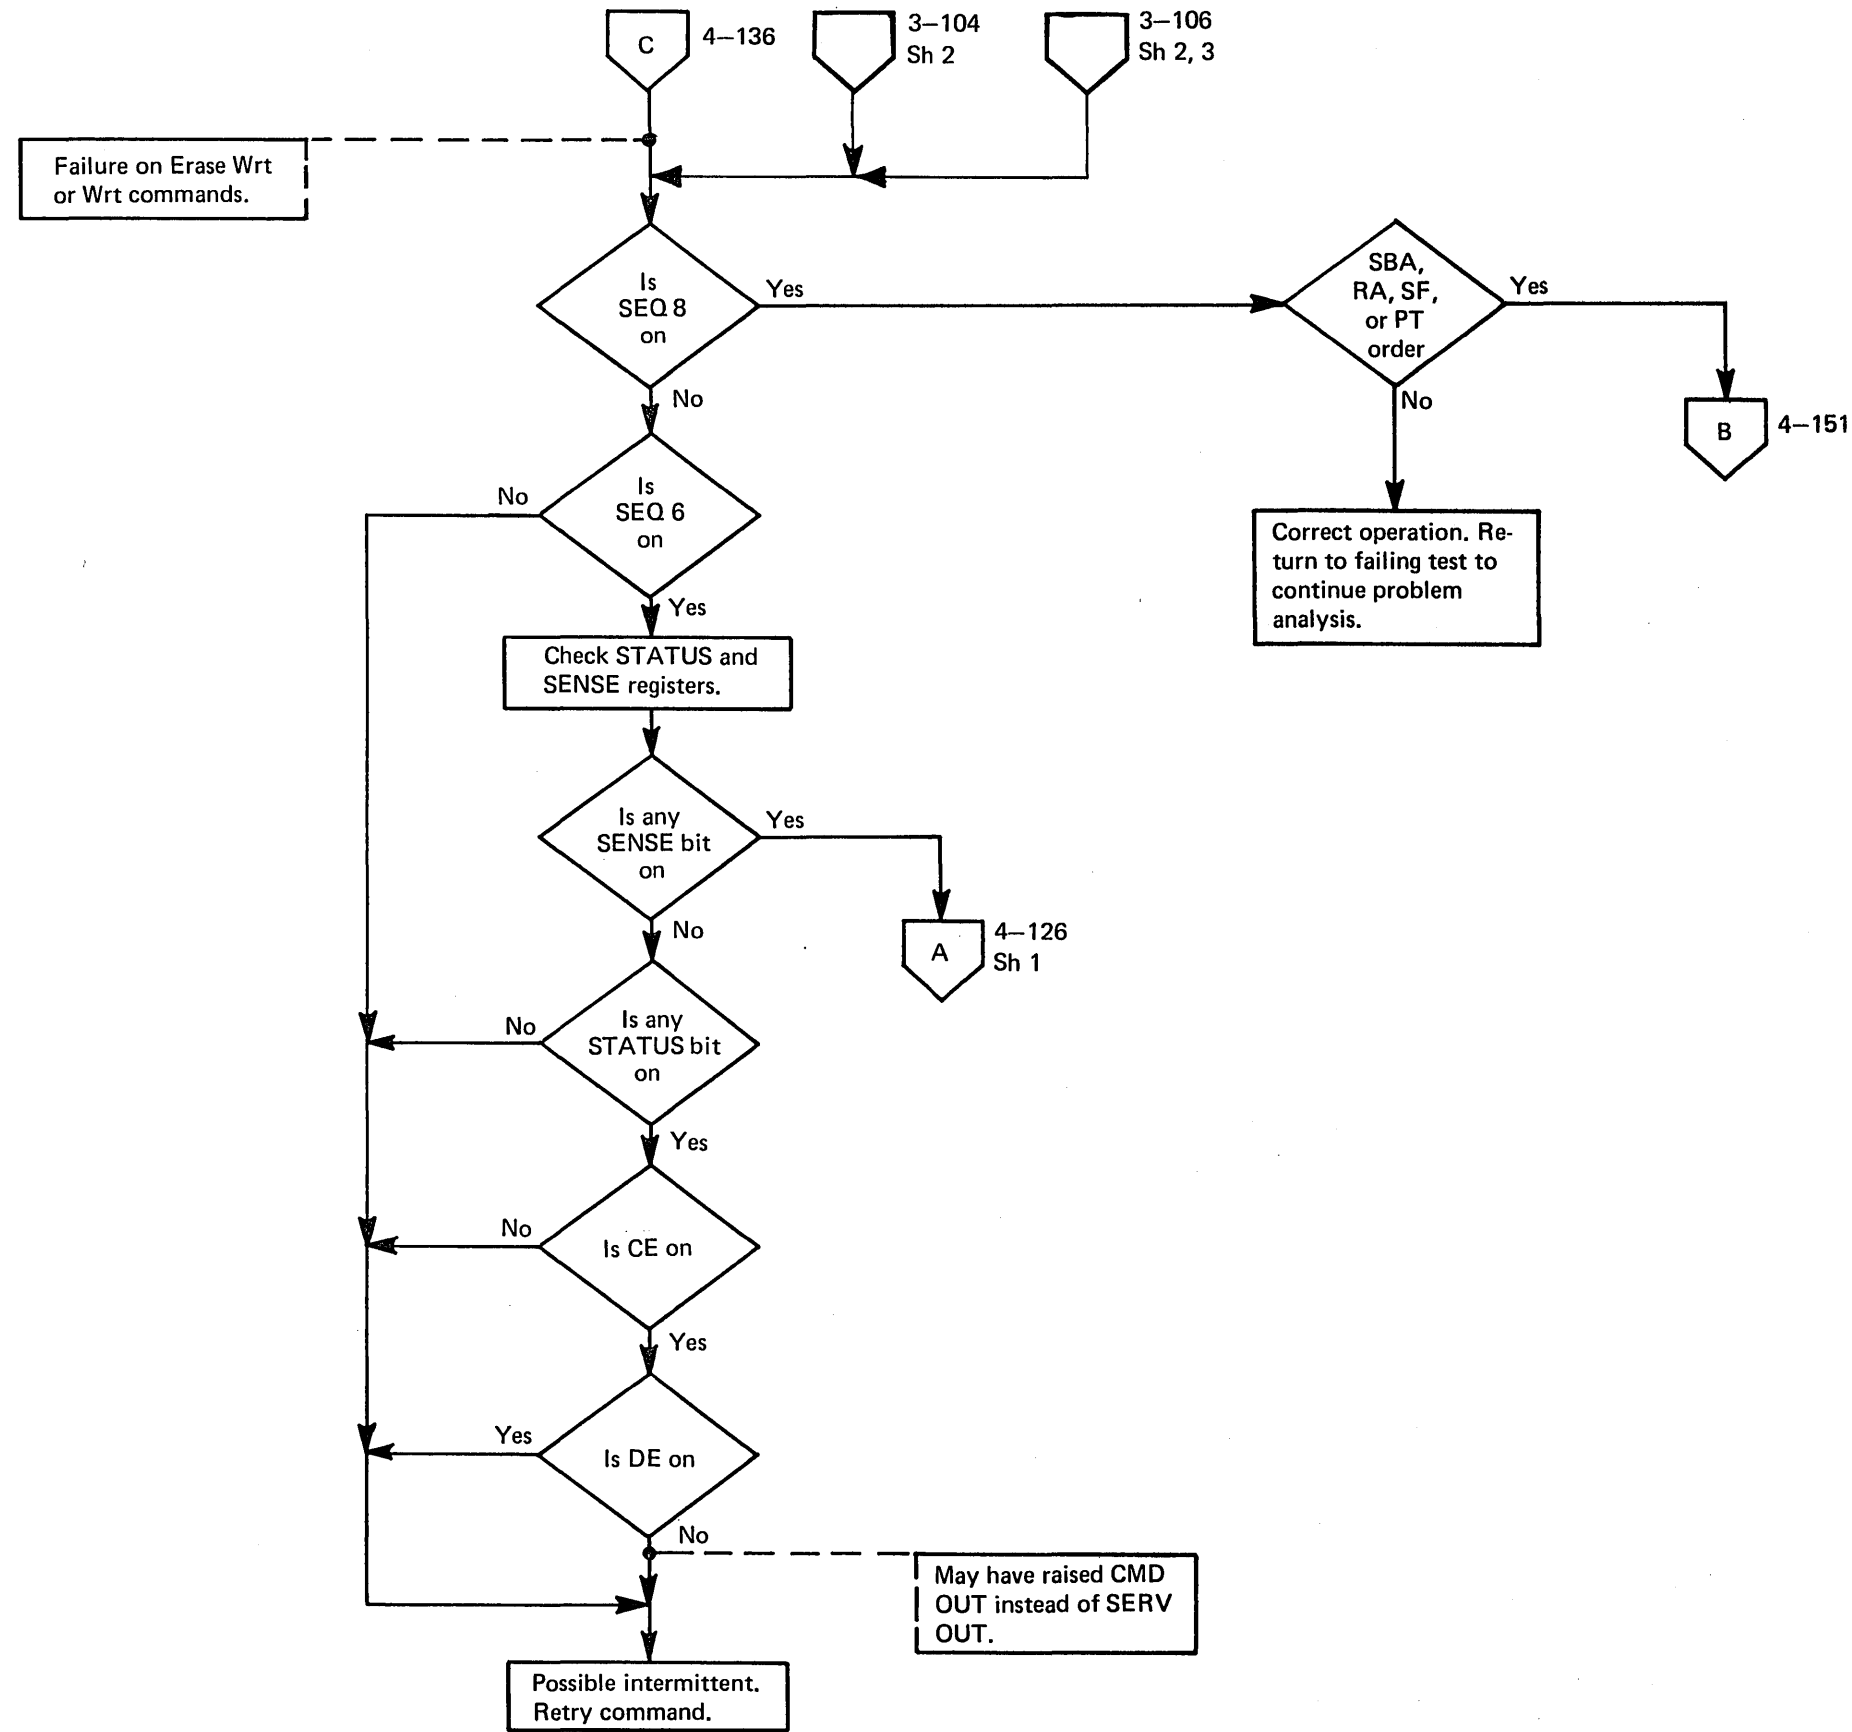 C
4–136
3–104
Sh 2
3–106
Sh 2, 3
Failure on Erase Wrt
or Wrt commands.
Is
SEQ 8
on
Yes
SBA,
RA, SF,
or PT
order
Yes
No
No
B
4–151
Is
SEQ 6
on
No
Correct operation. Re-
turn to failing test to
continue problem
analysis.
Yes
Check STATUS and
SENSE registers.
Is any
SENSE bit
on
Yes
No
A
4–126
Sh 1
Is any
STATUS bit
on
No
Yes
Is CE on
No
Yes
Is DE on
Yes
No
May have raised CMD
OUT instead of SERV
OUT.
Possible intermittent.
Retry command.